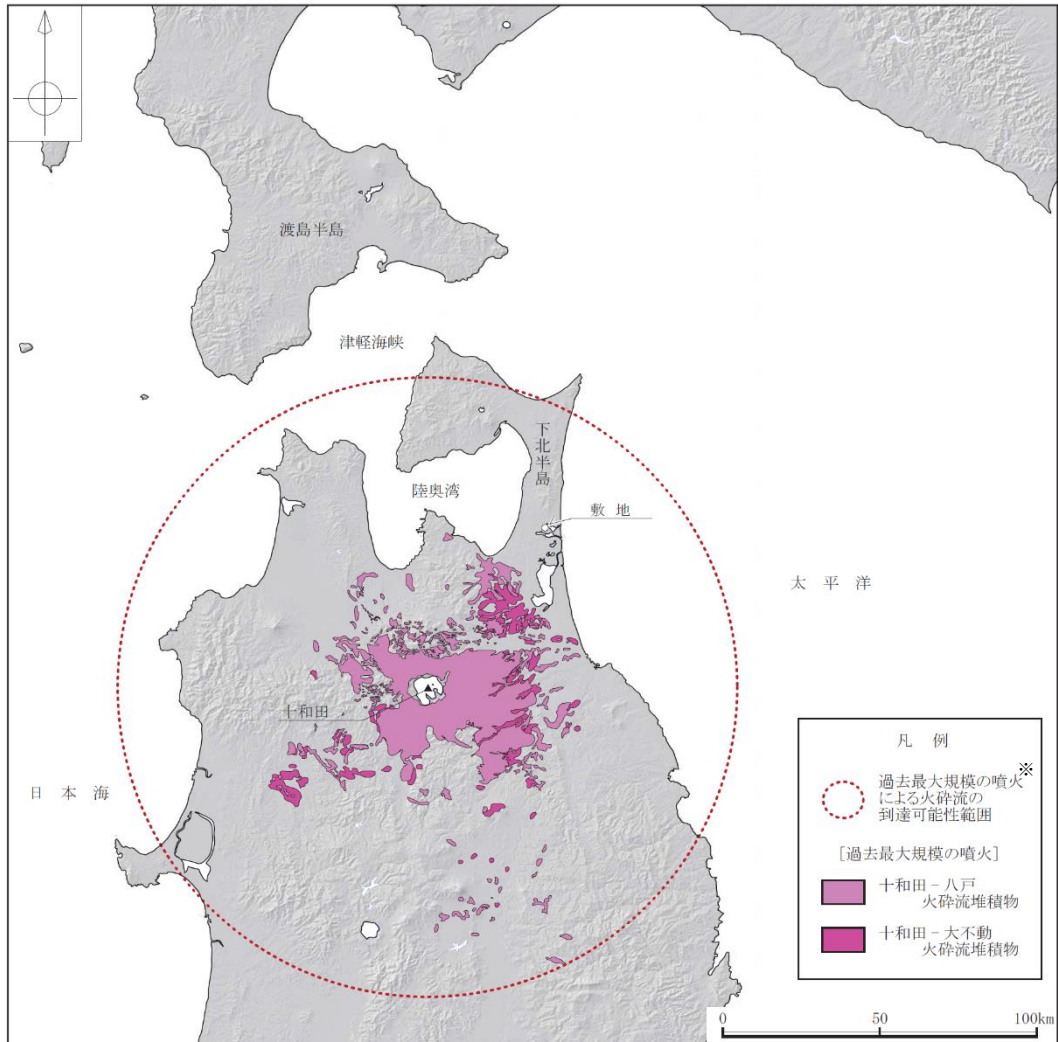 渡島半島
津軽海峡
下北半島
陸奥湾
敷 地
太 平 洋
十和田
日 本 海
凡 例
過去最大規模の噴火※
による火砕流の
到達可能性範囲
[過去最大規模の噴火]
十和田－八戸
火砕流堆積物
十和田－大不動
火砕流堆積物
0 50 100km